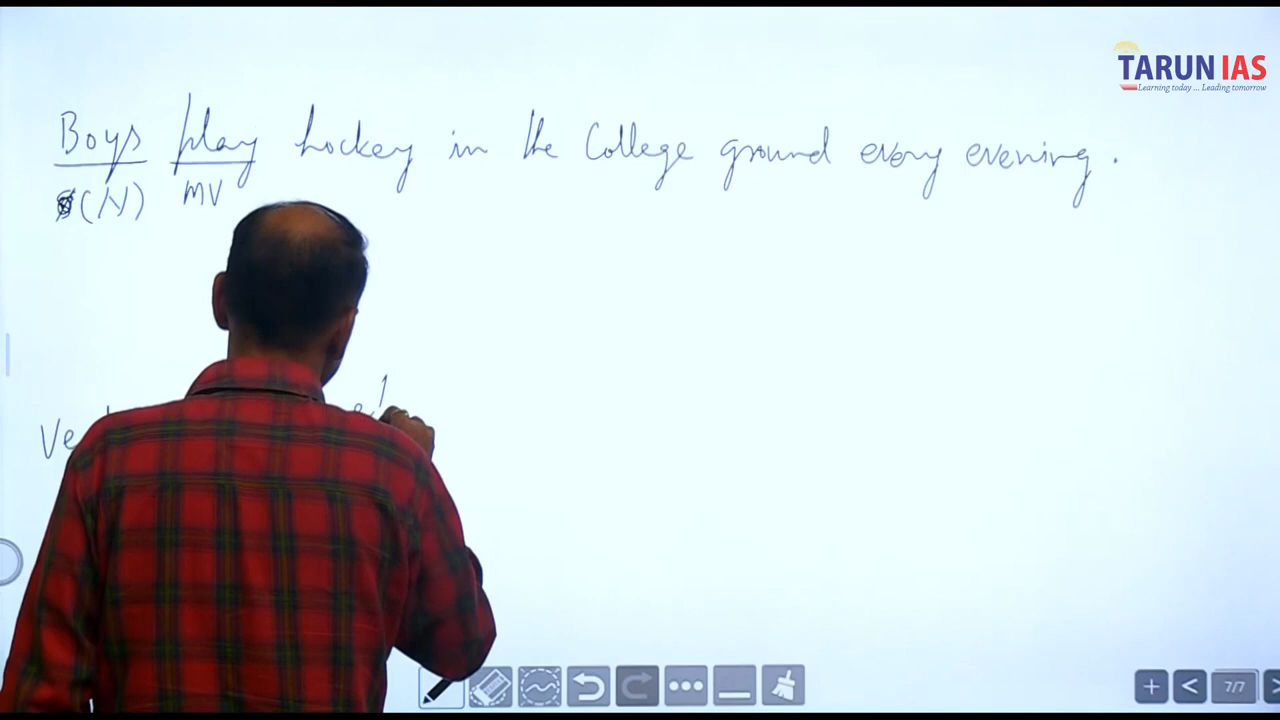 TARUN IAS
Learning today ... Leading tomorrow
Boys play hockey in the College ground every evening.
(N) MV
7/7